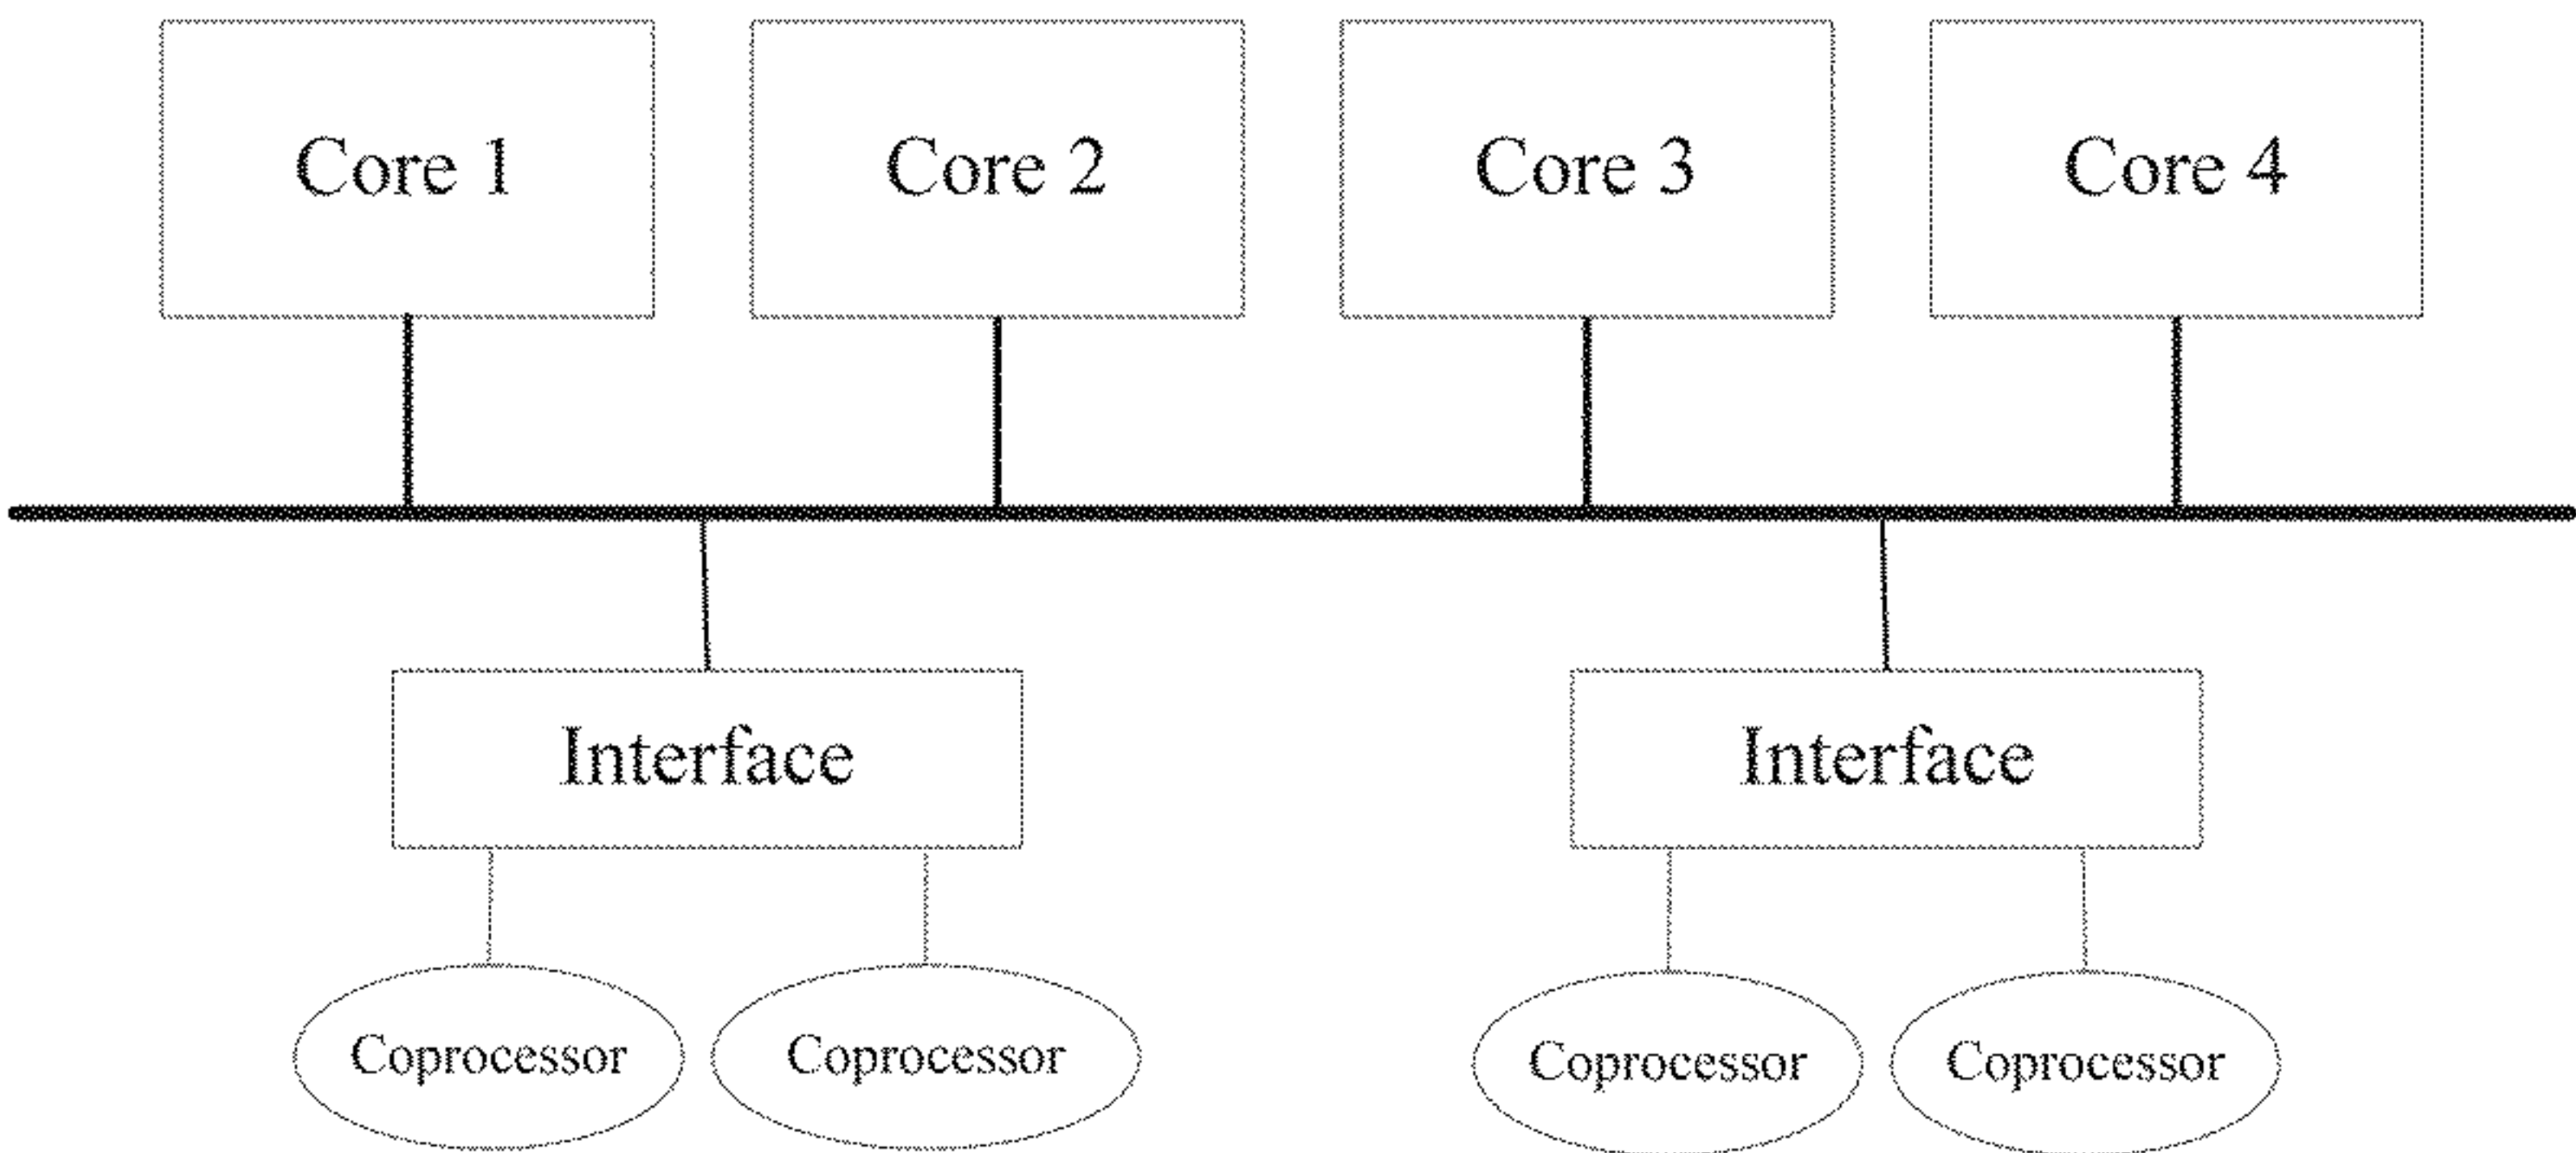 Core 1
Core 2
Core 3
Core 4
Interface
Interface
Coprocessor
Coprocessor
Coprocessor
Coprocessor